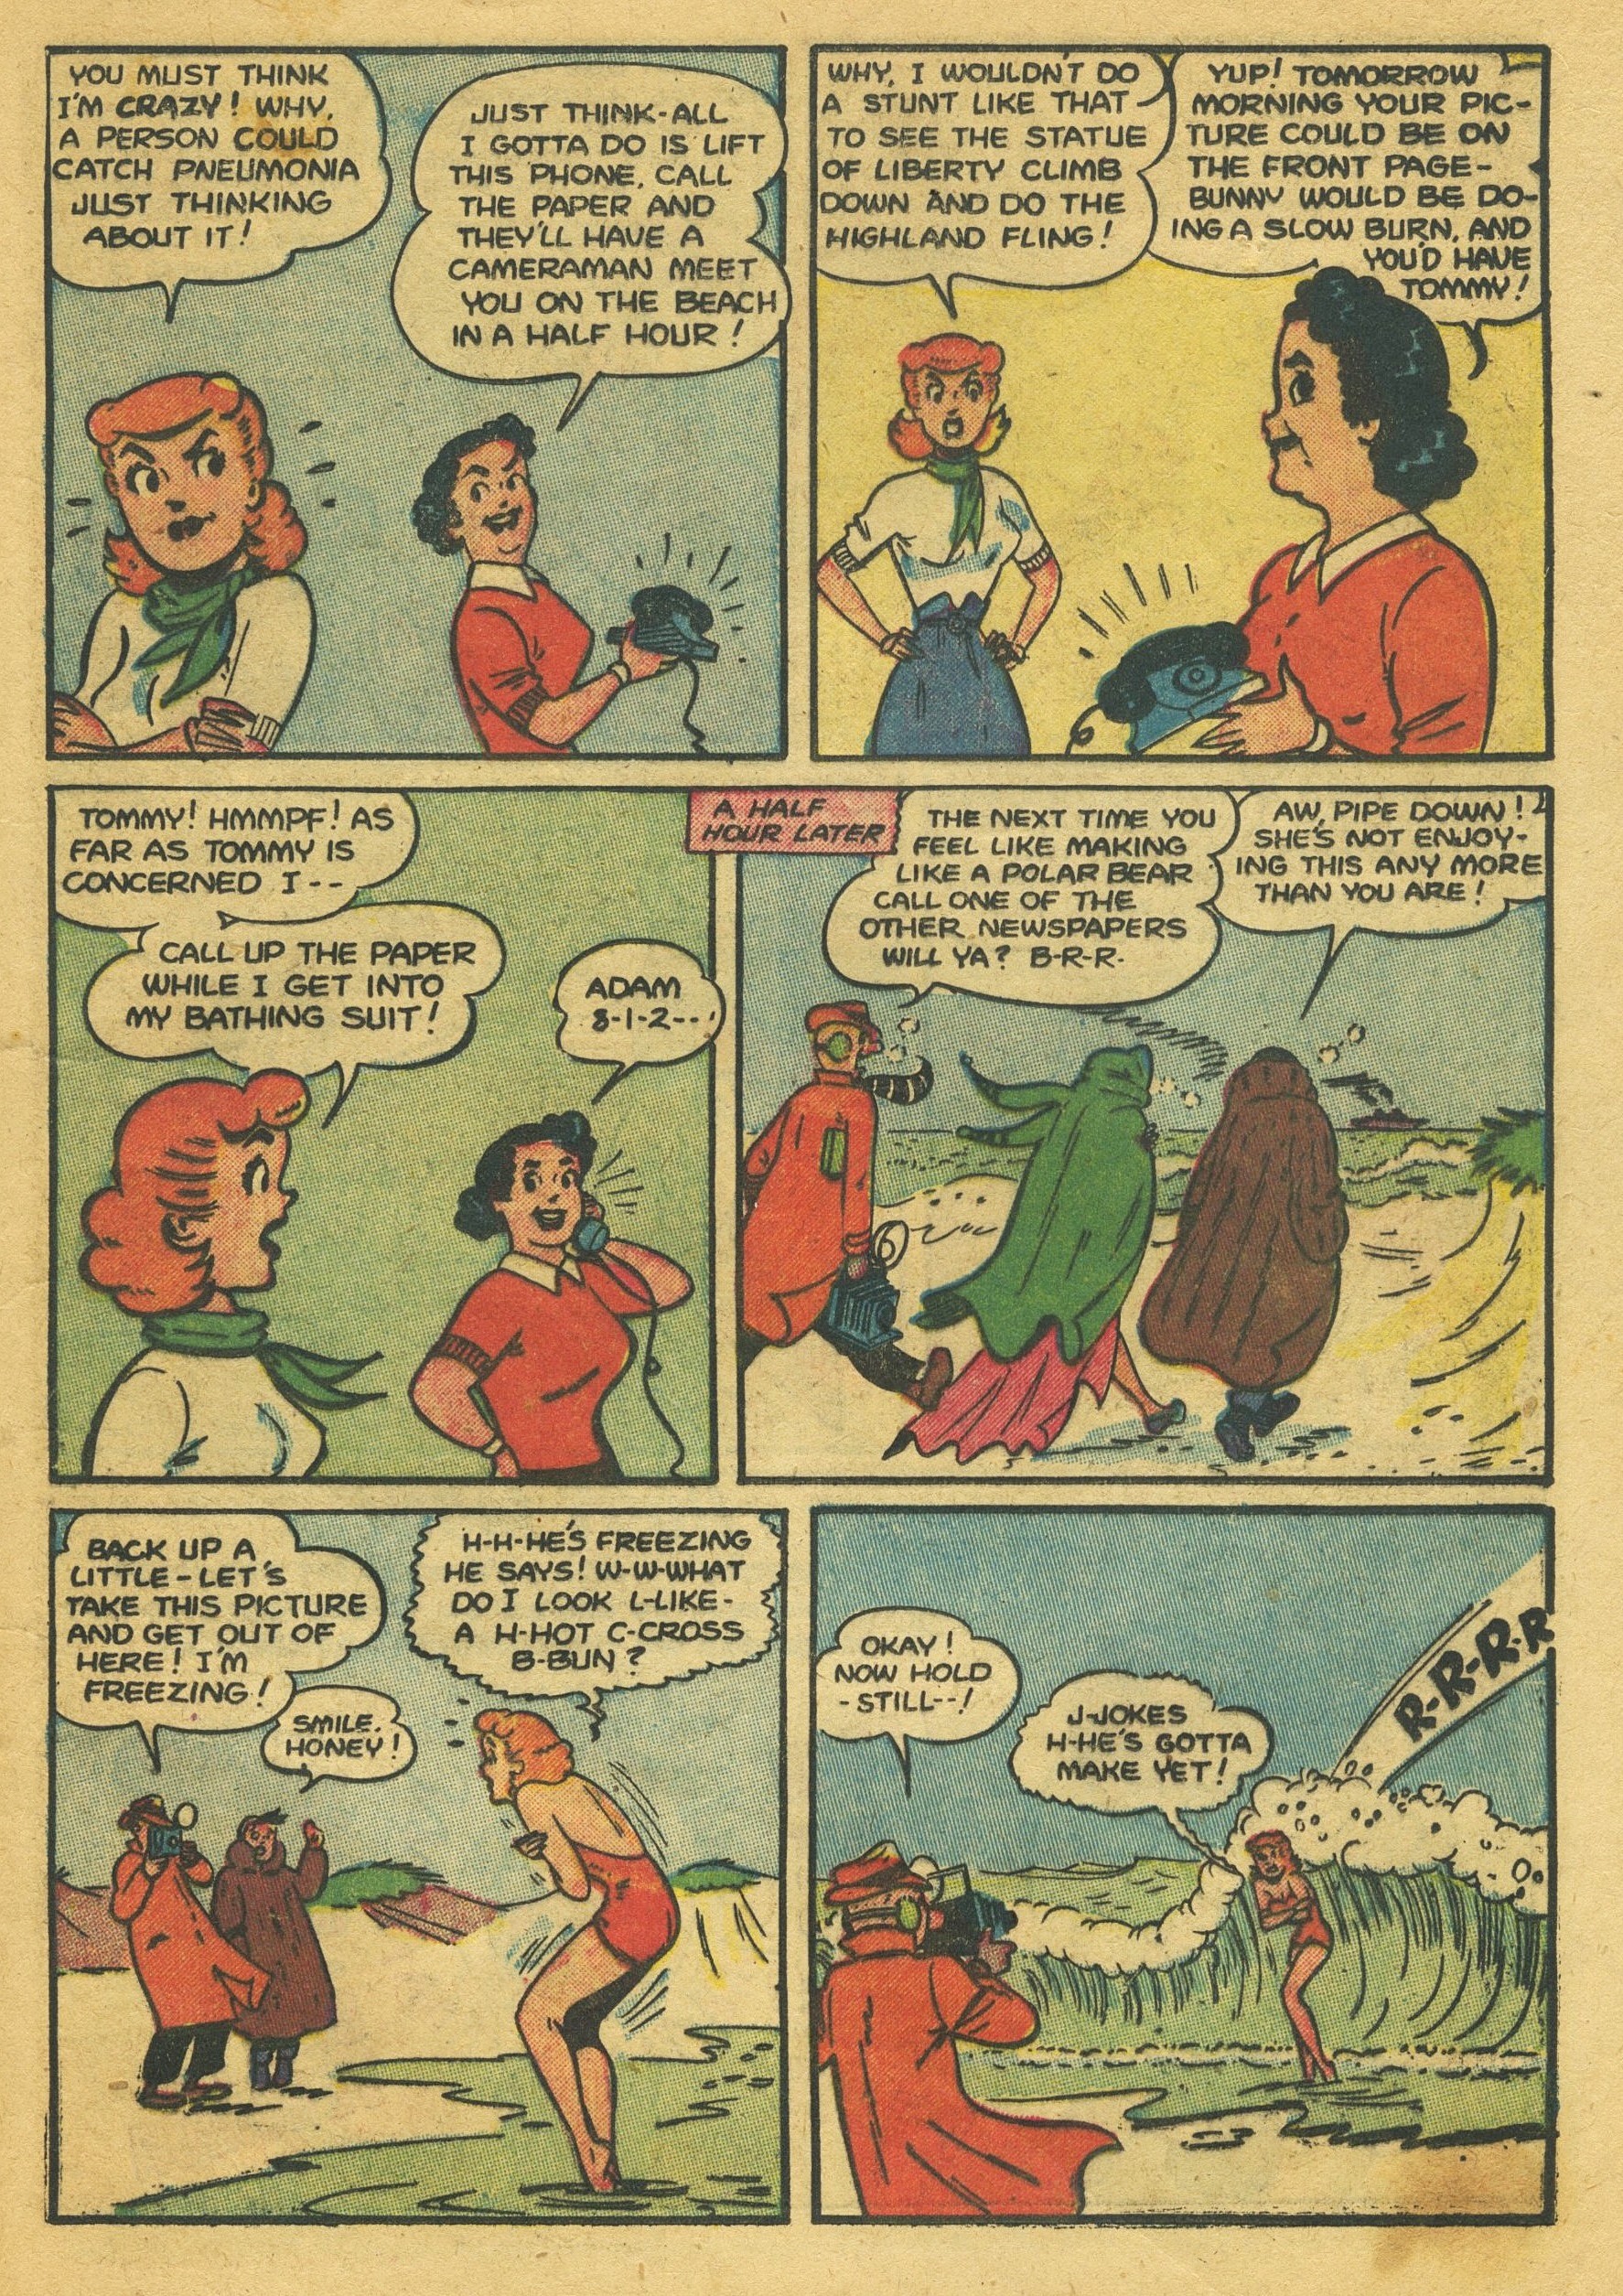 YOU MUST THINK
I'M CRAZY! WHY,
A PERSON COULD
CATCH PNEUMONIA
JUST THINKING
ABOUT IT!
JUST THINK-ALL
I GOTTA DO IS LIFT
THIS PHONE, CALL
THE PAPER AND
THEY'LL HAVE A
CAMERAMAN MEET
YOU ON THE BEACH
IN A HALF HOUR!
WHY, I WOULDN'T DO
A STUNT LIKE THAT
TO SEE THE STATUE
OF LIBERTY CLIMB
DOWN AND DO THE
HIGHLAND FLING!
YUP! TOMORROW
MORNING YOUR PIC-
TURE COULD BE ON
THE FRONT PAGE-
BUNNY WOULD BE DO-
ING A SLOW BURN, AND
YOU'D HAVE
TOMMY!
TOMMY! HMMPF! AS
FAR AS TOMMY IS
CONCERNED I--
CALL UP THE PAPER
WHILE I GET INTO
MY BATHING SUIT!
ADAM
8-1-2--
A HALF
HOUR LATER
THE NEXT TIME YOU
FEEL LIKE MAKING
LIKE A POLAR BEAR
CALL ONE OF THE
OTHER NEWSPAPERS
WILL YA? B-R-R-
AW, PIPE DOWN!
SHE'S NOT ENJOY-
ING THIS ANY MORE
THAN YOU ARE!
BACK UP A
LITTLE-LET'S
TAKE THIS PICTURE
AND GET OUT OF
HERE! I'M
FREEZING!
SMILE,
HONEY!
H-H-HE'S FREEZING
HE SAYS! W-W-WHAT
DO I LOOK L-LIKE-
A H-HOT C-CROSS
B-BUN?
OKAY!
NOW HOLD
-STILL--!
J-JOKES
H-HE'S GOTTA
MAKE YET!
R-R-R-R